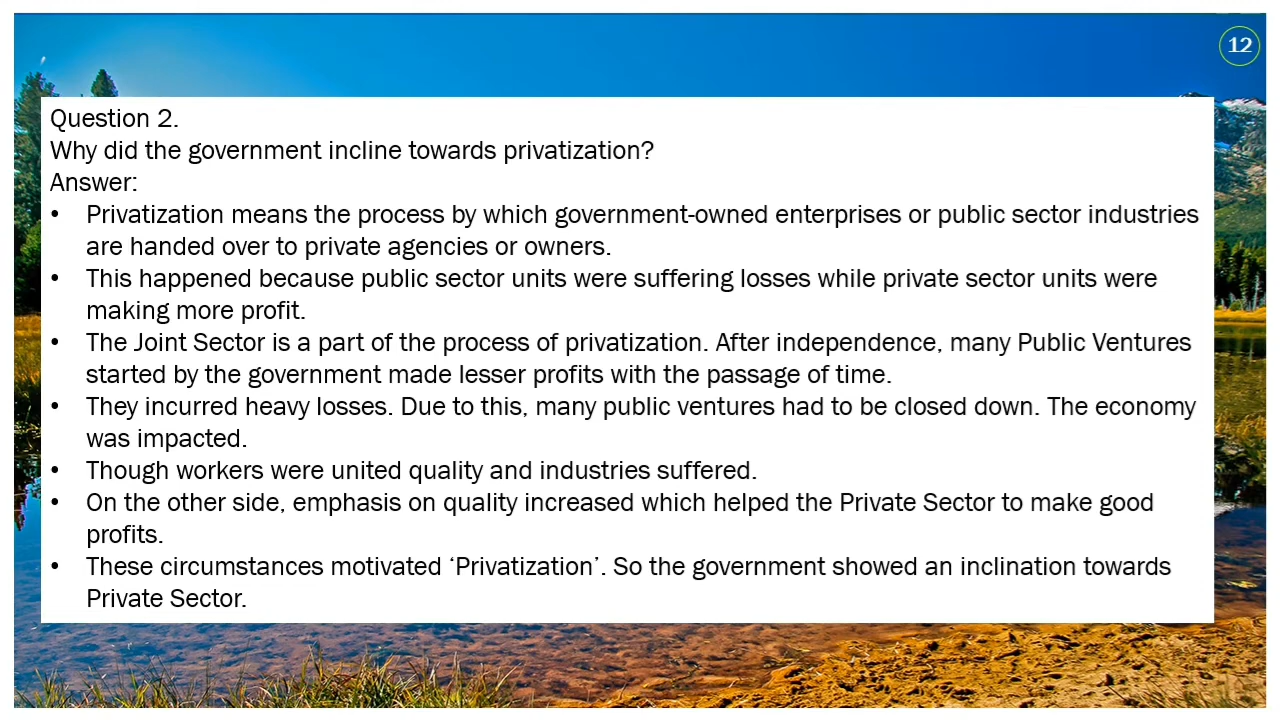 12
Question 2.
Why did the government incline towards privatization?
Answer:
• Privatization means the process by which government-owned enterprises or public sector industries
are handed over to private agencies or owners.
• This happened because public sector units were suffering losses while private sector units were
making more profit.
• The Joint Sector is a part of the process of privatization. After independence, many Public Ventures
started by the government made lesser profits with the passage of time.
• They incurred heavy losses. Due to this, many public ventures had to be closed down. The economy
was impacted.
• Though workers were united quality and industries suffered.
• On the other side, emphasis on quality increased which helped the Private Sector to make good
profits.
• These circumstances motivated ‘Privatization’. So the government showed an inclination towards
Private Sector.